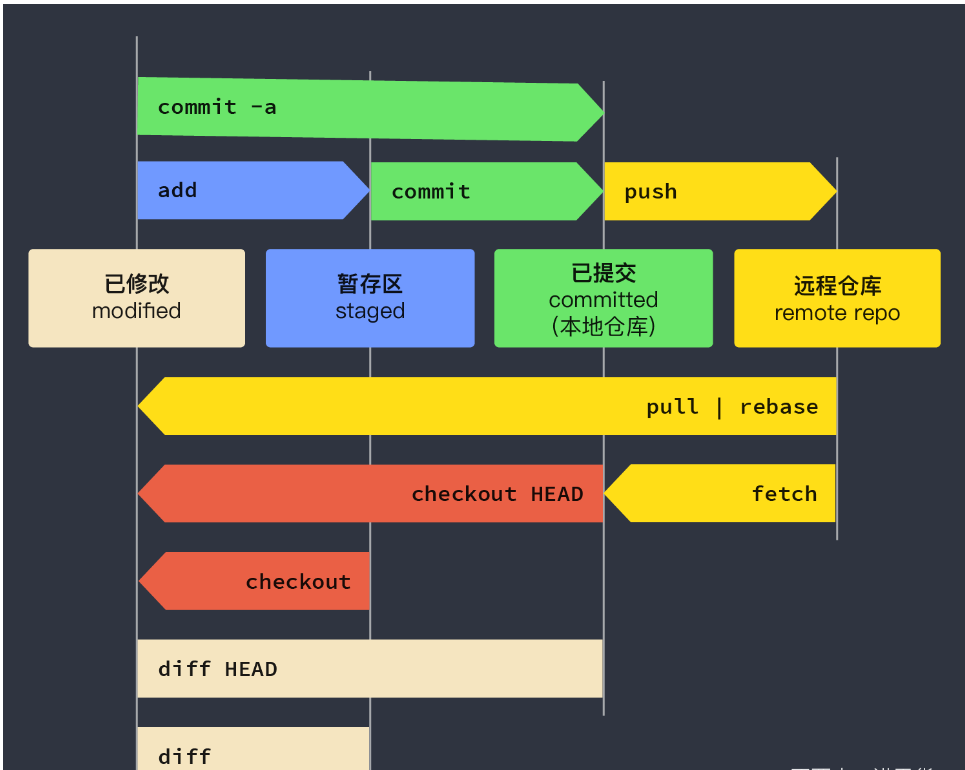 commit -a
add
commit
push
已修改
modified
暂存区
staged
已提交
committed
(本地仓库)
远程仓库
remote repo
pull | rebase
checkout HEAD
fetch
checkout
diff HEAD
diff